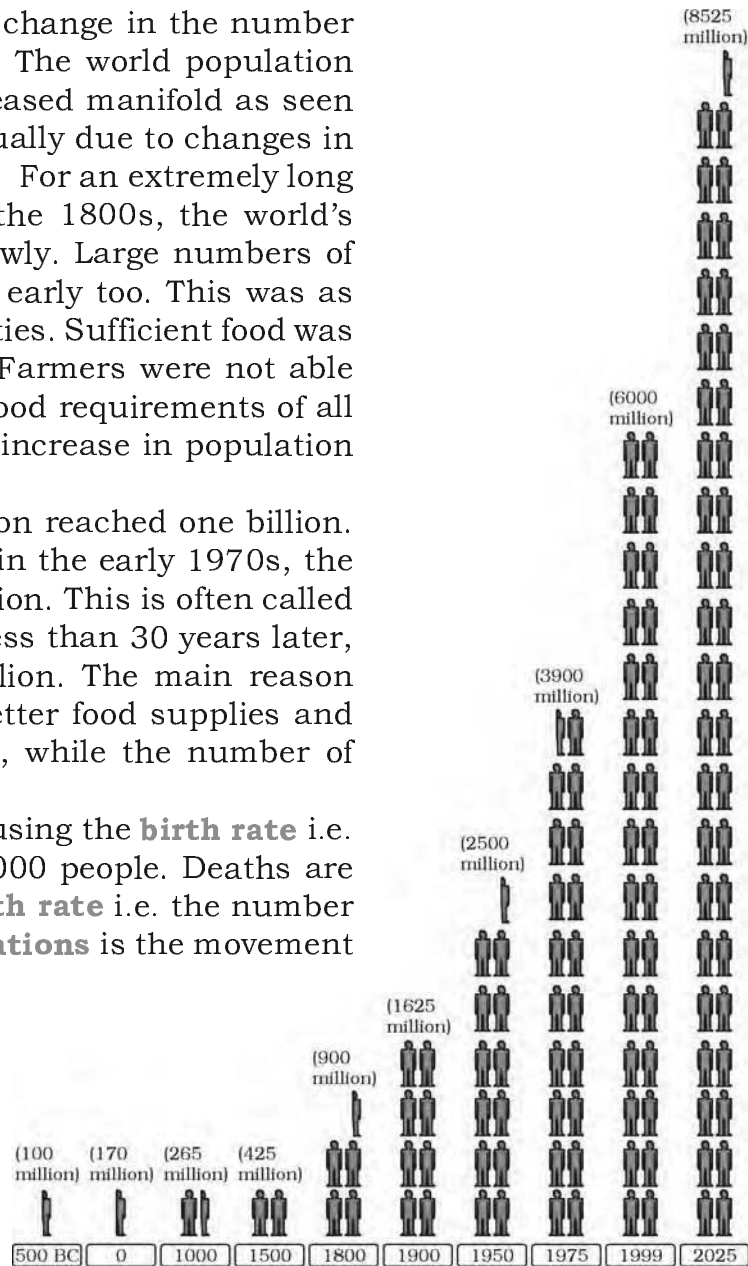 change in the number
The world population
eased manifold as seen
ually due to changes in
For an extremely long
the 1800s, the world's
wly. Large numbers of
early too. This was as
ties. Sufficient food was
Farmers were not able
ood requirements of all
increase in population
on reached one billion.
in the early 1970s, the
ion. This is often called
ess than 30 years later,
lion. The main reason
etter food supplies and
, while the number of
using the birth rate i.e.
000 people. Deaths are
th rate i.e. the number
ations is the movement
(8525
million)
(6000
million)
(3900
million)
(2500
million)
(1625
million)
(900
million)
(100
million)
(170
million)
(265
million)
(425
million)
500 BC 0 1000 1500 1800 1900 1950 1975 1999 2025